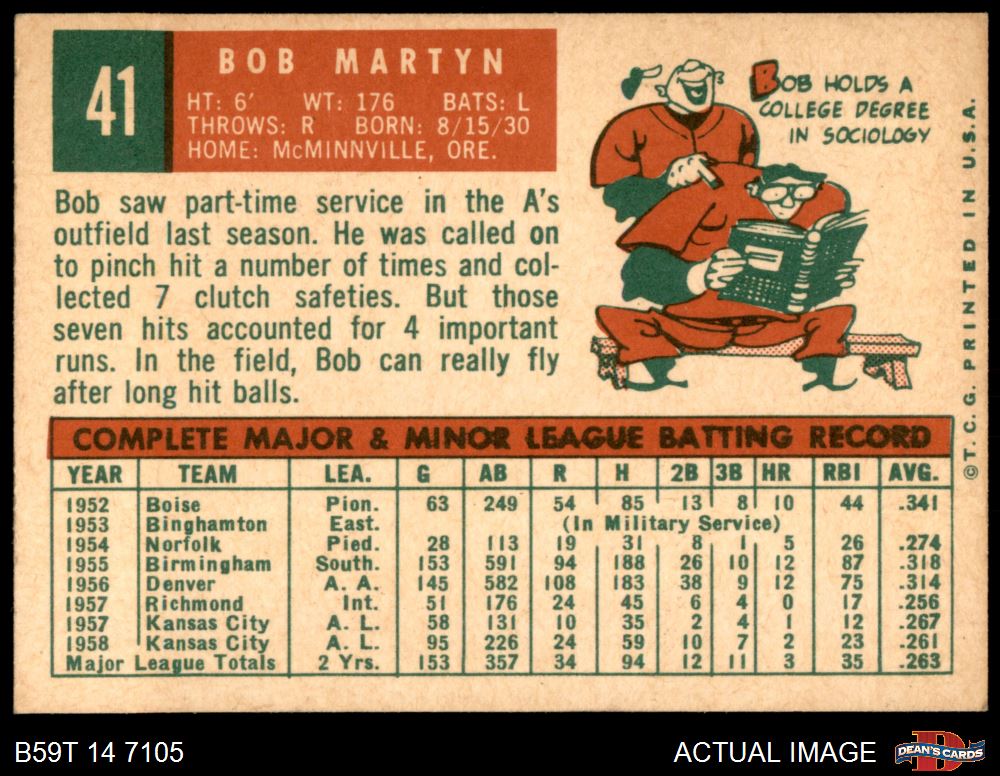 41
BOB MARTYN
HT: 6' WT: 176 BATS: L
THROWS: R BORN: 8/15/30
HOME: McMINNVILLE, ORE.
BOB HOLDS A
COLLEGE DEGREE
IN SOCIOLOGY
Bob saw part-time service in the A's
outfield last season. He was called on
to pinch hit a number of times and col-
lected 7 clutch safeties. But those
seven hits accounted for 4 important
runs. In the field, Bob can really fly
after long hit balls.
©T. C. G. PRINTED IN U.S.A.
COMPLETE MAJOR & MINOR LEAGUE BATTING RECORD
YEAR TEAM LEA. G AB R H 2B 3B HR RBI AVG.
1952 Boise Pion. 63 249 54 85 13 8 10 44 .341
1953 Binghamton East. (In Military Service)
1954 Norfolk Pied. 28 113 19 31 8 1 5 26 .274
1955 Birmingham South. 153 591 94 188 26 10 12 87 .318
1956 Denver A. A. 145 582 108 183 38 9 12 75 .314
1957 Richmond Int. 51 176 24 45 6 4 0 17 .256
1957 Kansas City A. L. 58 131 10 35 2 4 1 12 .267
1958 Kansas City A. L. 95 226 24 59 10 7 2 23 .261
Major League Totals 2 Yrs. 153 357 34 94 12 11 3 35 .263
B59T 14 7105
ACTUAL IMAGE
DEAN'S CARDS